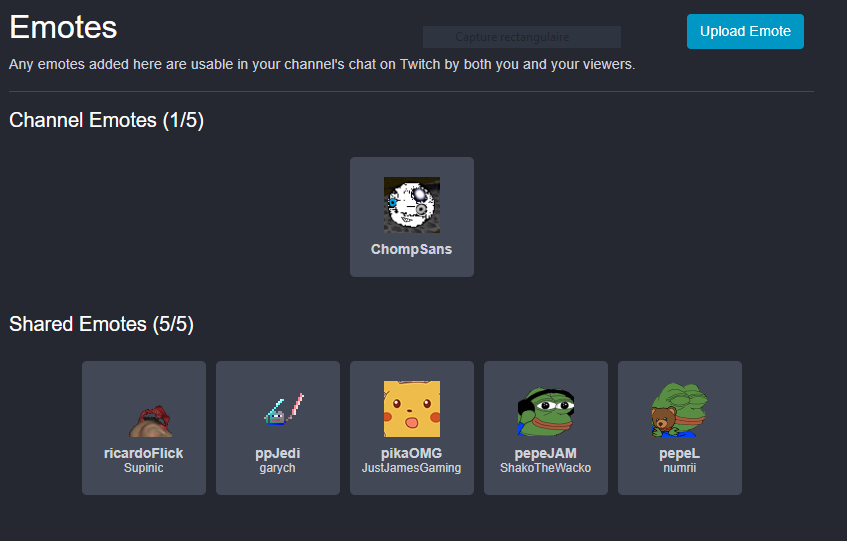 Emotes
Capture rectangulaire
Upload Emote
Any emotes added here are usable in your channel's chat on Twitch by both you and your viewers.
Channel Emotes (1/5)
ChompSans
Shared Emotes (5/5)
ricardoFlick
Supinic
ppJedi
garych
pikaOMG
JustJamesGaming
pepeJAM
ShakoTheWacko
pepeL
numrii